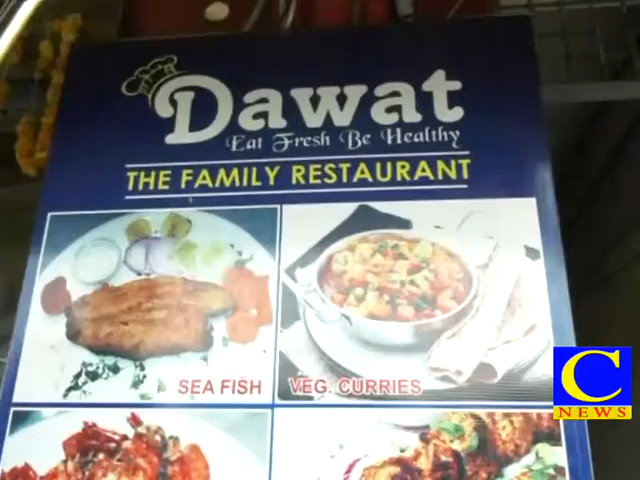 Dawat
Eat Fresh Be Healthy
THE FAMILY RESTAURANT
SEA FISH
VEG. CURRIES
C
NEWS